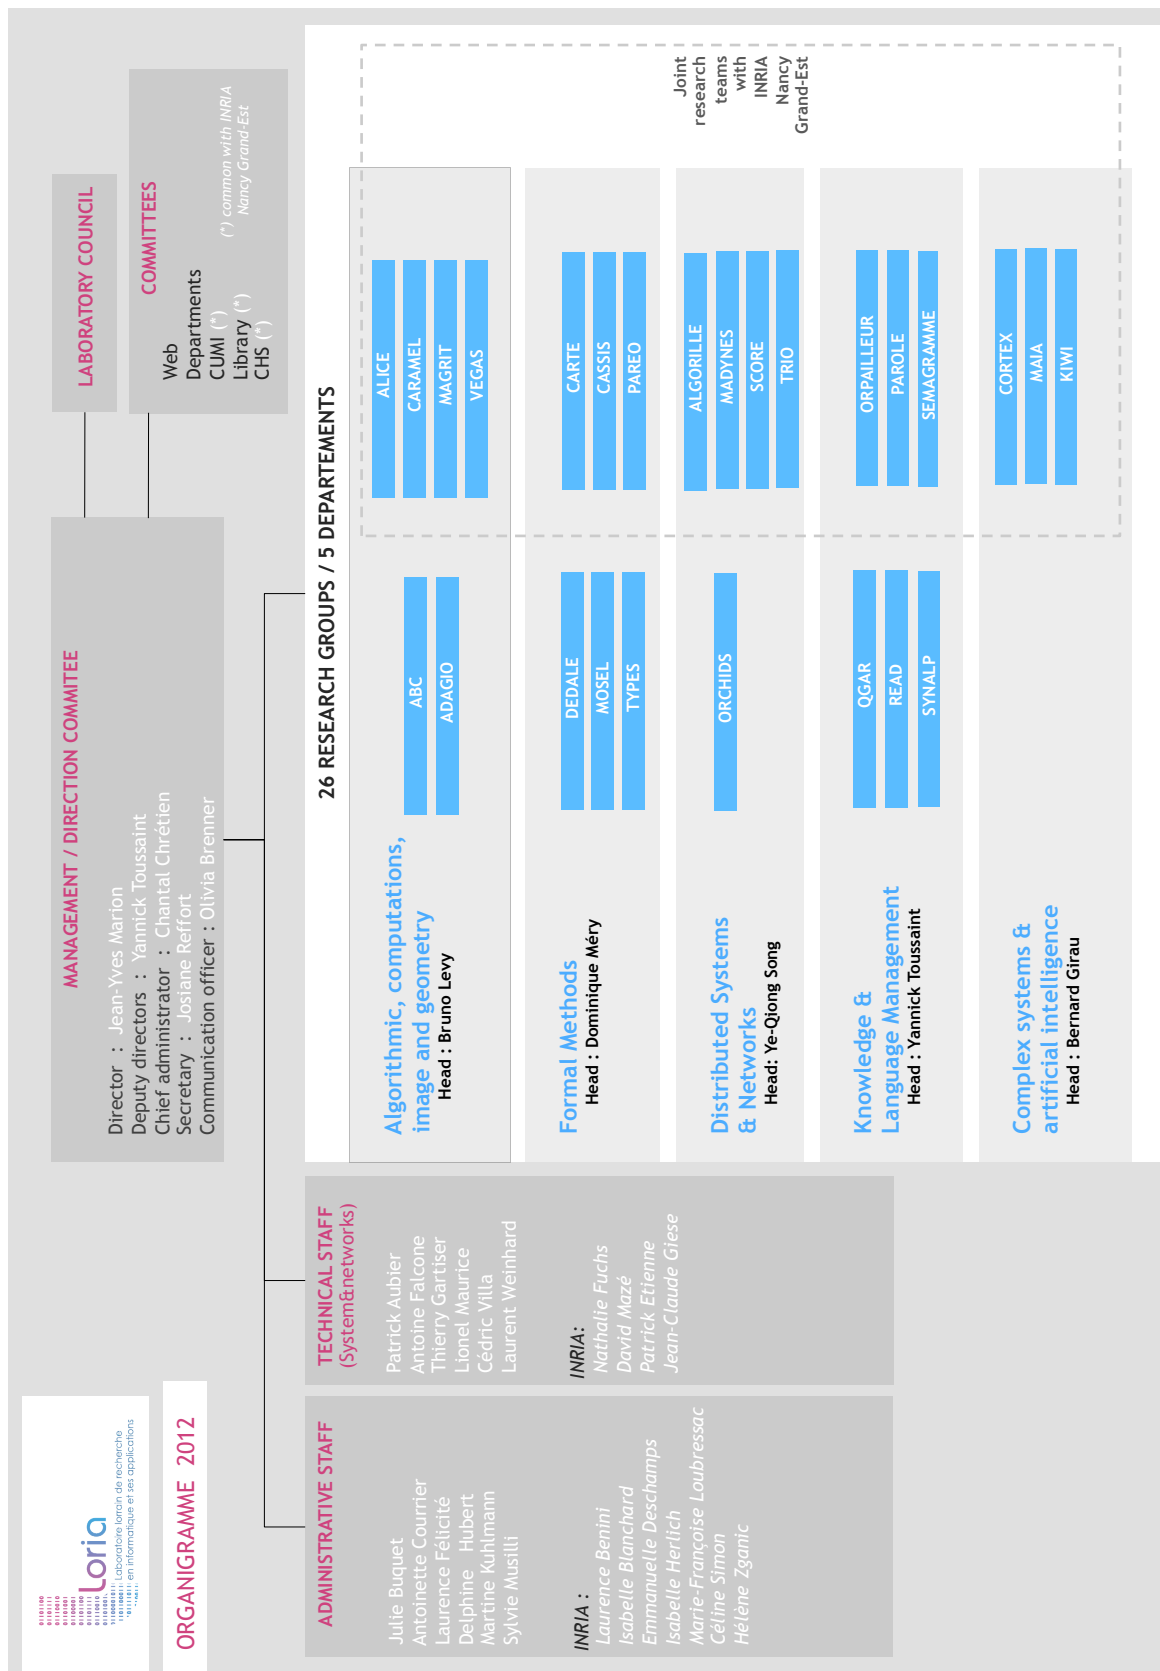 Loria
Laboratoire lorrain de recherche
en informatique et ses applications
ORGANIGRAMME 2012
MANAGEMENT / DIRECTION COMMITEE
Director : Jean-Yves Marion
Deputy directors : Yannick Toussaint
Chief administrator : Chantal Chrétien
Secretary : Josiane Reffort
Communication officer : Olivia Brenner
LABORATORY COUNCIL
COMMITTEES
Web
Departments
CUMI (*)
Library (*)
CHS (*)
(*) common with INRIA
Nancy Grand-Est
ADMINISTRATIVE STAFF
Julie Buquet
Antoinette Courrier
Laurence Félicité
Delphine Hubert
Martine Kuhlmann
Sylvie Musilli
INRIA :
Laurence Benini
Isabelle Blanchard
Emmanuelle Deschamps
Isabelle Herlich
Marie-Françoise Loubressac
Céline Simon
Hélène Zganic
TECHNICAL STAFF
(System&networks)
Patrick Aubier
Antoine Falcone
Thierry Gartiser
Lionel Maurice
Cédric Villa
Laurent Weinhard
INRIA:
Nathalie Fuchs
David Mazé
Patrick Etienne
Jean-Claude Giese
26 RESEARCH GROUPS / 5 DEPARTEMENTS
Algorithmic, computations,
image and geometry
Head : Bruno Levy
ABC
ADAGIO
ALICE
CARAMEL
MAGRIT
VEGAS
Formal Methods
Head : Dominique Méry
DEDALE
MOSEL
TYPES
CARTE
CASSIS
PAREO
Distributed Systems
& Networks
Head: Ye-Qiong Song
ORCHIDS
ALGORILLE
MADYNES
SCORE
TRIO
Knowledge &
Language Management
Head : Yannick Toussaint
QGAR
READ
SYNALP
ORPAILLEUR
PAROLE
SEMAGRAMME
Complex systems &
artificial intelligence
Head : Bernard Girau
CORTEX
MAIA
KIWI
Joint
research
teams
with
INRIA
Nancy
Grand-Est